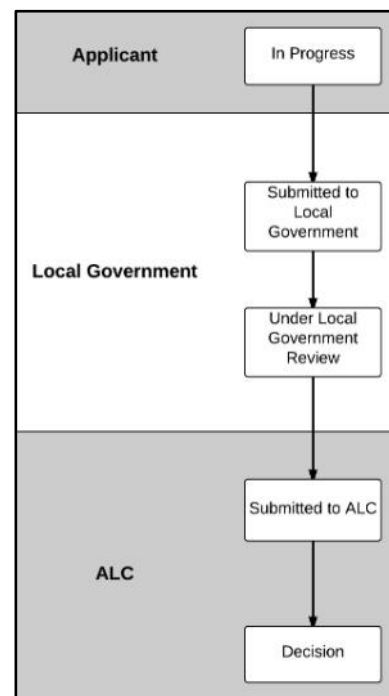 Applicant
In Progress
Submitted to
Local
Government
Local Government
Under Local
Government
Review
Submitted to ALC
ALC
Decision